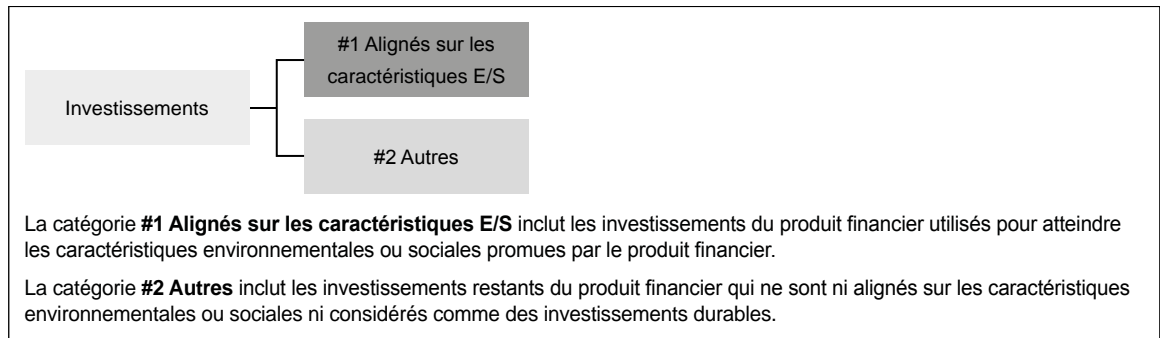 #1 Alignés sur les
caractéristiques E/S
Investissements
#2 Autres
La catégorie #1 Alignés sur les caractéristiques E/S inclut les investissements du produit financier utilisés pour atteindre
les caractéristiques environnementales ou sociales promues par le produit financier.
La catégorie #2 Autres inclut les investissements restants du produit financier qui ne sont ni alignés sur les caractéristiques
environnementales ou sociales ni considérés comme des investissements durables.